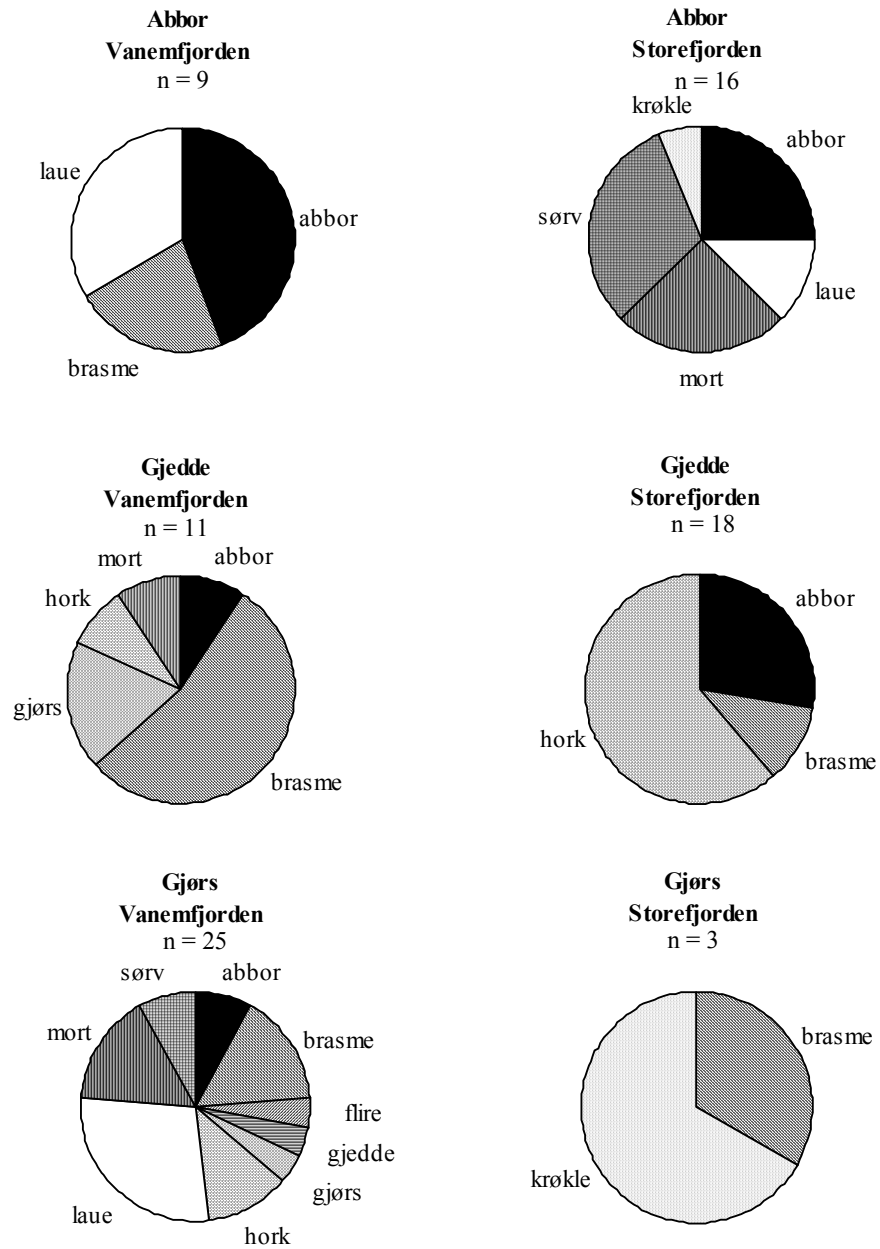 Abbor
Vanemfjorden
n = 9
laue
abbor
brasme
Abbor
Storefjorden
n = 16
krøkle
abbor
sørv
laue
mort
Gjedde
Vanemfjorden
n = 11
mort
abbor
hork
gjørs
brasme
Gjedde
Storefjorden
n = 18
abbor
hork
brasme
Gjørs
Vanemfjorden
n = 25
sørv
abbor
mort
brasme
flire
gjedde
gjørs
laue
hork
Gjørs
Storefjorden
n = 3
brasme
krøkle